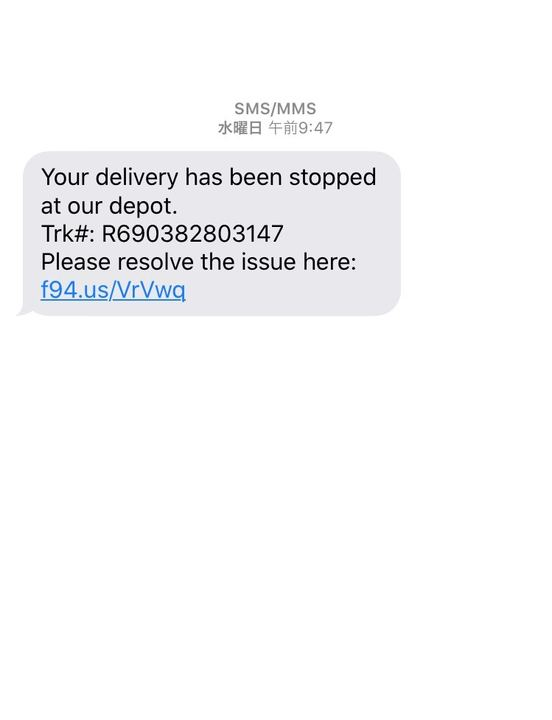 SMS/MMS
水曜日 午前9:47
Your delivery has been stopped
at our depot.
Trk#: R690382803147
Please resolve the issue here:
f94.us/VrVwq